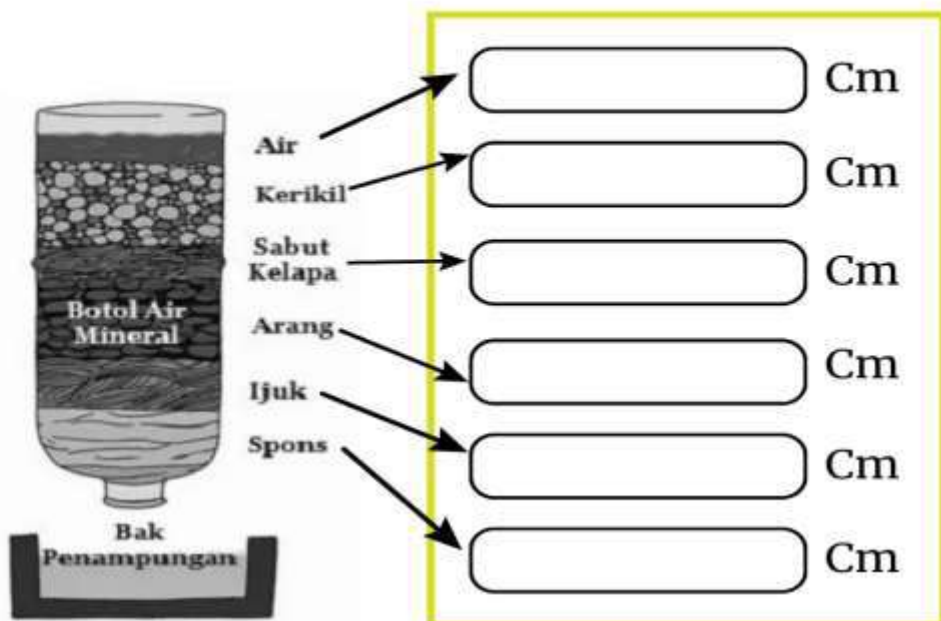 Air
Cm
Kerikil
Cm
Sabut
Kelapa
Cm
Botol Air
Mineral
Arang
Cm
Ijuk
Cm
Spons
Cm
Bak
Penampungan